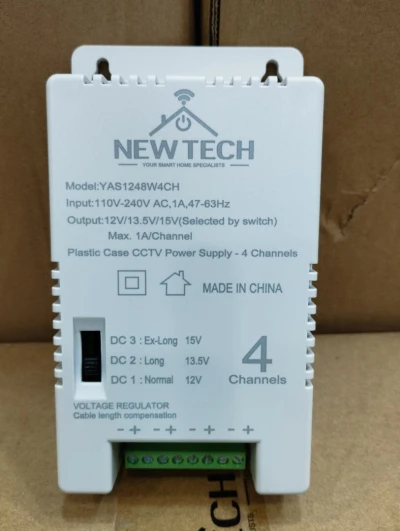 NEW TECH
YOUR SMART HOME SPECIALISTS
Model:YAS1248W4CH
Input:110V-240V AC,1A,47-63Hz
Output:12V/13.5V/15V(Selected by switch)
Max. 1A/Channel
Plastic Case CCTV Power Supply - 4 Channels
MADE IN CHINA
DC 3 : Ex-Long 15V
DC 2 : Long 13.5V
DC 1 : Normal 12V
4
Channels
VOLTAGE REGULATOR
Cable length compensation
- + - + - + - +